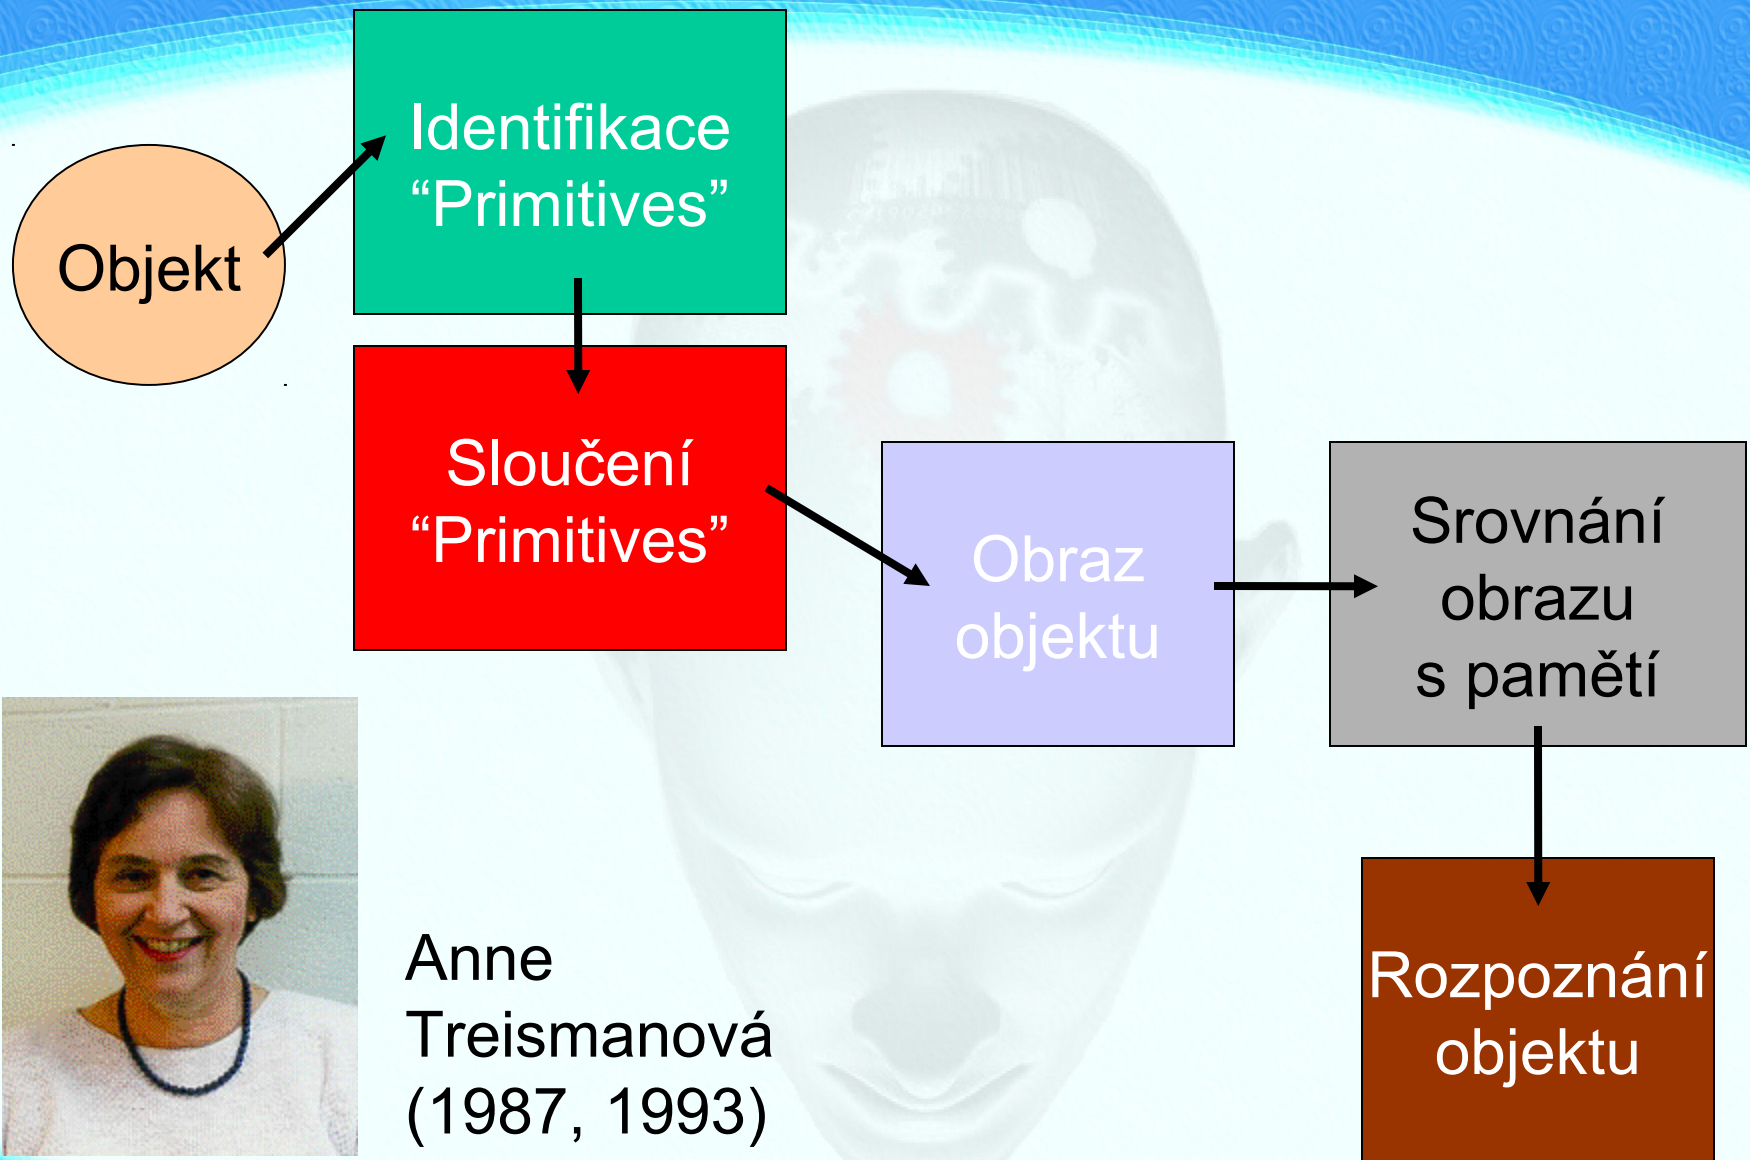 Objekt
Identifikace
“Primitives”
Sloučení
“Primitives”
Obraz
objektu
Srovnání
obrazu
s pamětí
Rozpoznání
objektu
Anne
Treismanová
(1987, 1993)